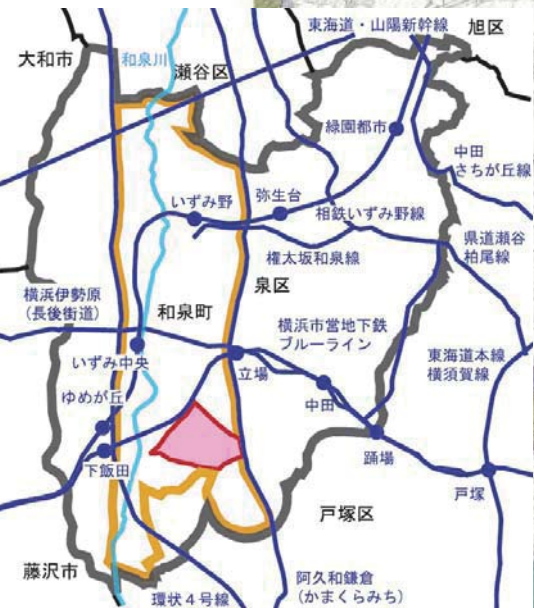 東海道・山陽新幹線
旭区
大和市
和泉川
瀬谷区
緑園都市
中田
さちが丘線
いずみ野
弥生台
相鉄いずみ野線
権太坂和泉線
県道瀬谷
柏尾線
泉区
横浜伊勢原
(長後街道)
和泉町
横浜市営地下鉄
ブルーライン
東海道本線
横須賀線
いずみ中央
立場
ゆめが丘
中田
下飯田
踊場
戸塚
戸塚区
藤沢市
環状4号線
阿久和鎌倉
(かまくらみち)